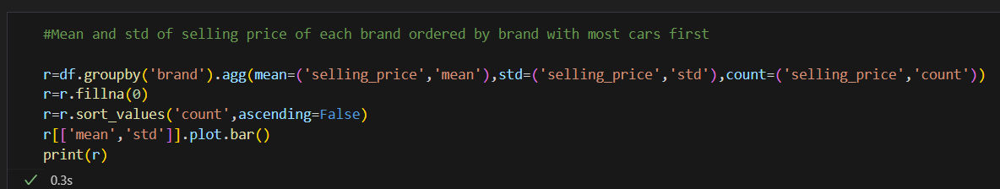 #Mean and std of selling price of each brand ordered by brand with most cars first
r=df.groupby('brand').agg(mean=('selling_price','mean'),std=('selling_price','std'),count=('selling_price','count'))
r=r.fillna(0)
r=r.sort_values('count',ascending=False)
r[['mean','std']].plot.bar()
print(r)
0.3s